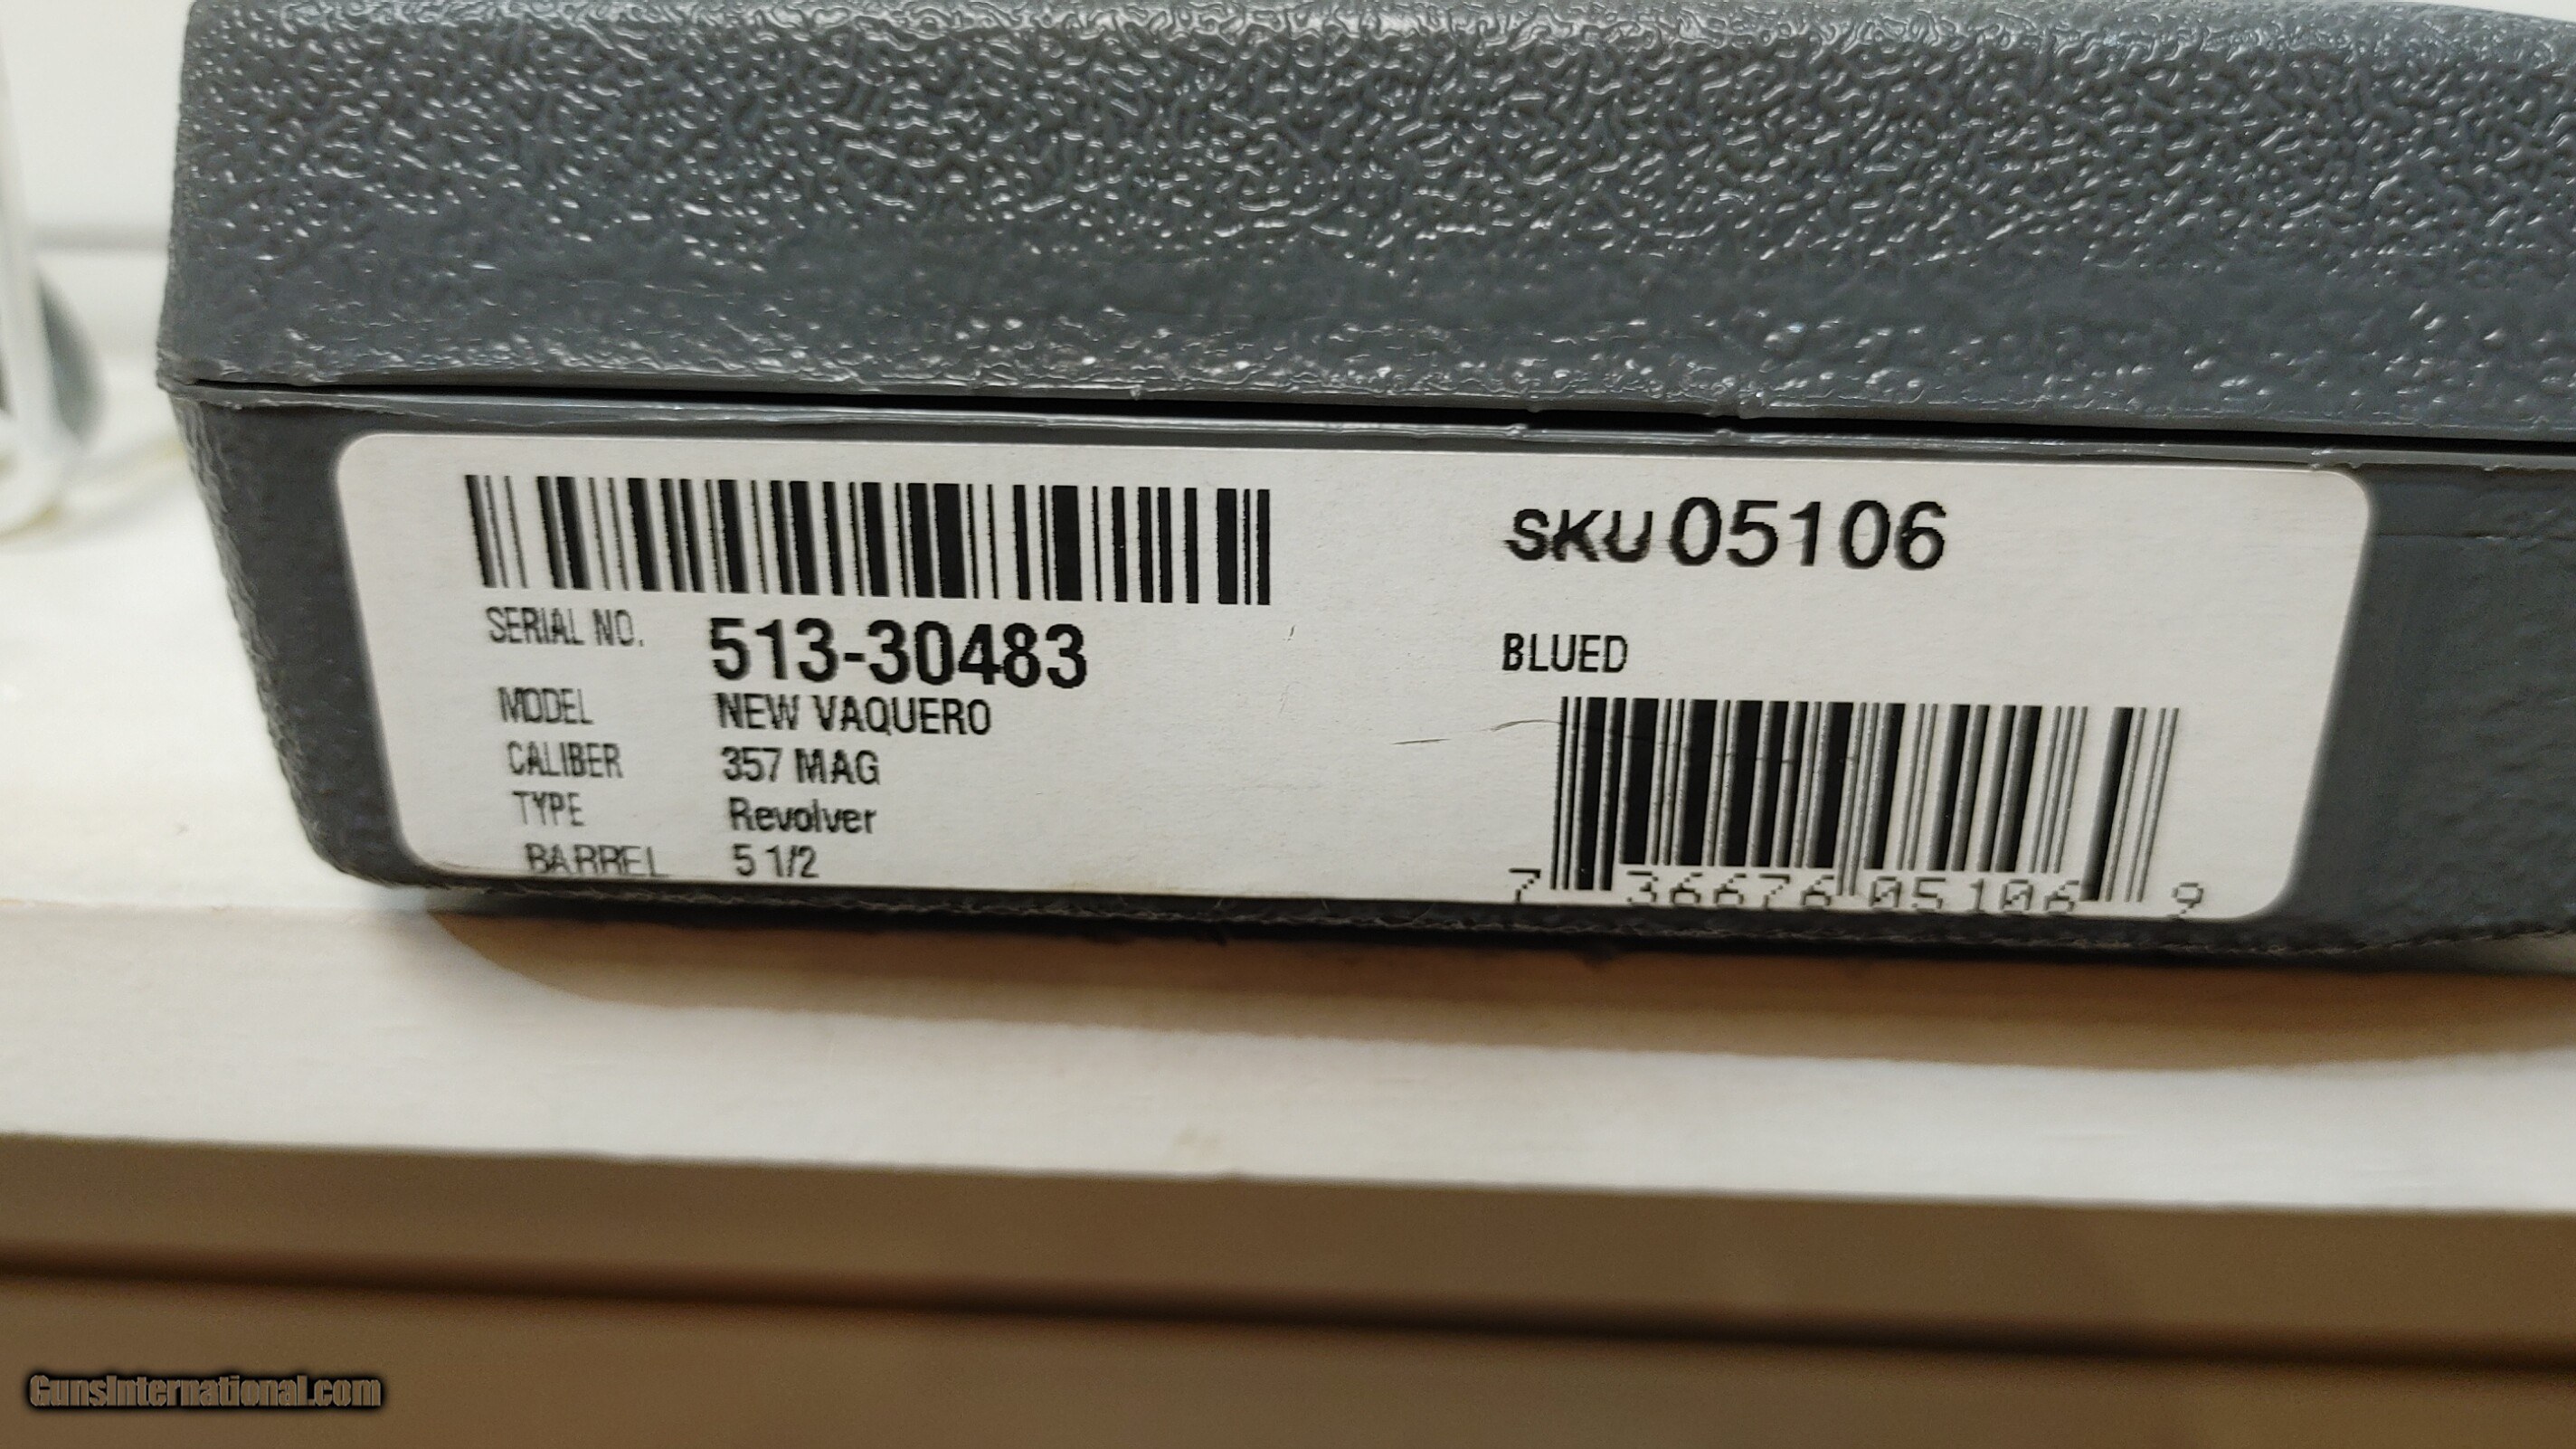 SERIAL NO. 513-30483
MODEL NEW VAQUERO
CALIBER 357 MAG
TYPE Revolver
BARREL 5 1/2
SKU 05106
BLUED
7 36676 05106 9
GunsInternational.com